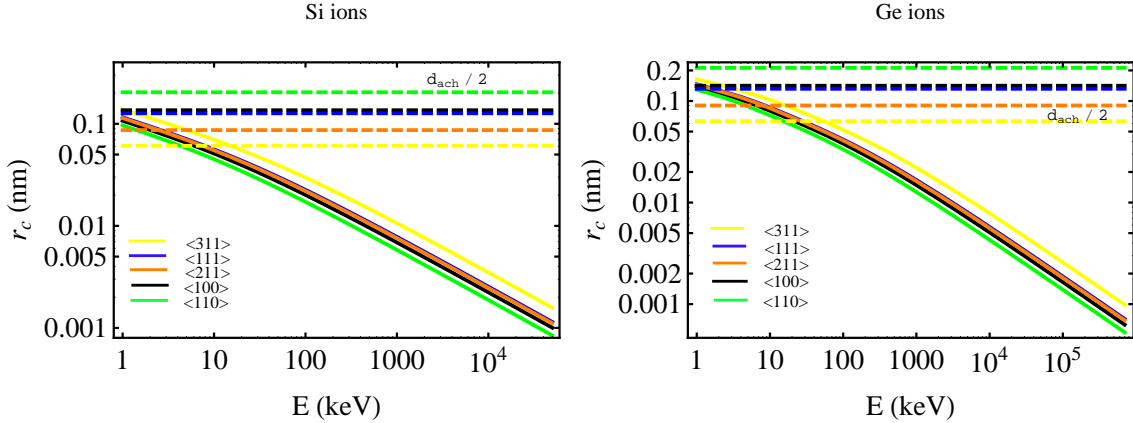 Si ions
d_ach / 2
0.1
0.05
0.01
0.005
0.001
r_c (nm)
<311>
<111>
<211>
<100>
<110>
1 10 100 1000 10^4
E (keV)
Ge ions
0.2
0.1
0.05
0.02
0.01
0.005
0.002
0.001
r_c (nm)
d_ach / 2
<311>
<111>
<211>
<100>
<110>
1 10 100 1000 10^4 10^5
E (keV)